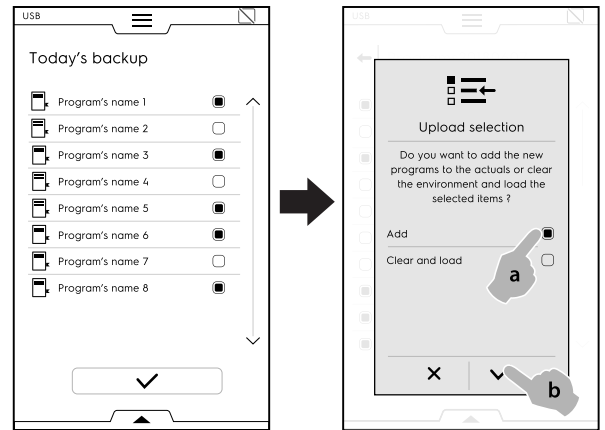 USB
Today's backup
Program's name 1
Program's name 2
Program's name 3
Program's name 4
Program's name 5
Program's name 6
Program's name 7
Program's name 8
USB
Upload selection
Do you want to add the new
programs to the actuals or clear
the environment and load the
selected items ?
Add
Clear and load
a
b